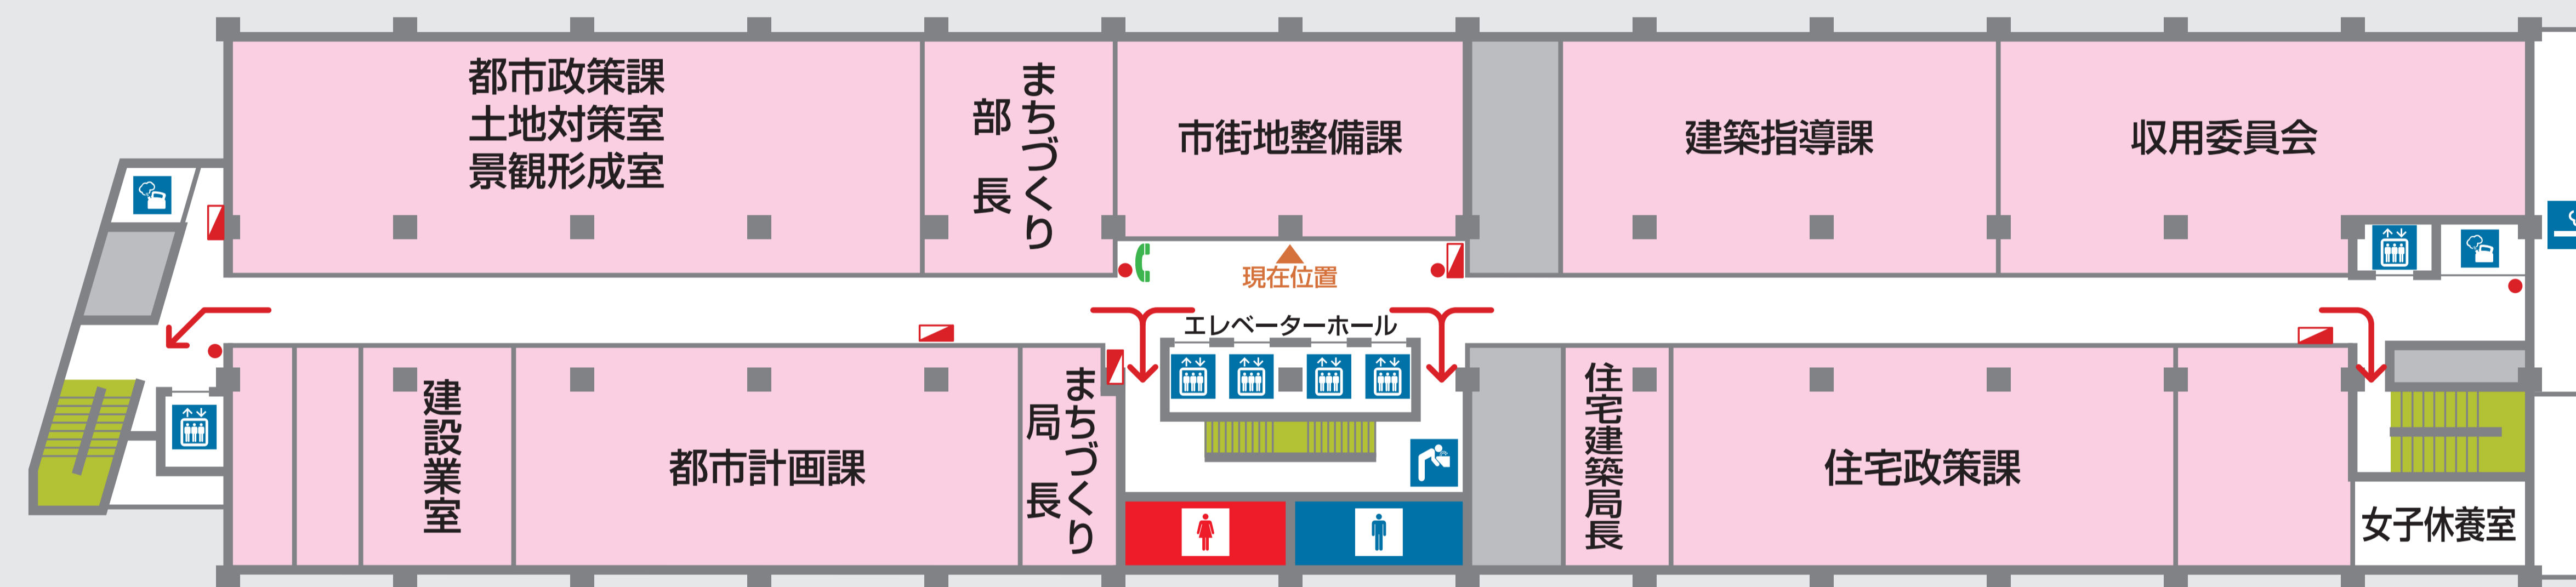 都市政策課
土地対策室
景観形成室
まちづくり
部長
市街地整備課
建築指導課
収用委員会
現在位置
エレベーターホール
建設業室
都市計画課
まちづくり
局長
住宅建築局長
住宅政策課
女子休養室